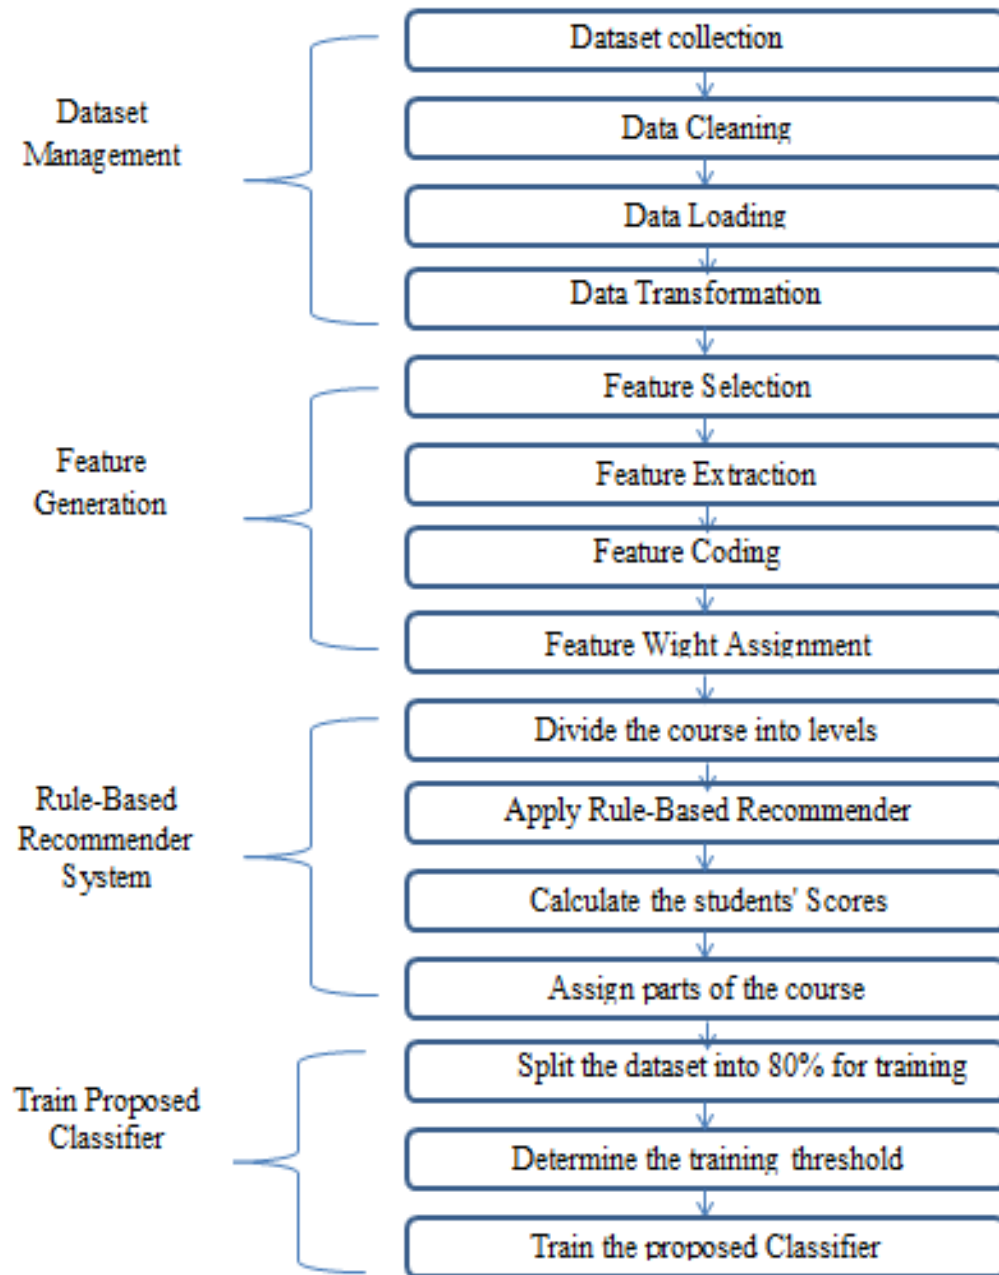 Dataset collection
Dataset
Management
Data Cleaning
Data Loading
Data Transformation
Feature Selection
Feature
Generation
Feature Extraction
Feature Coding
Feature Wight Assignment
Divide the course into levels
Rule-Based
Recommender
System
Apply Rule-Based Recommender
Calculate the students' Scores
Assign parts of the course
Split the dataset into 80% for training
Train Proposed
Classifier
Determine the training threshold
Train the proposed Classifier